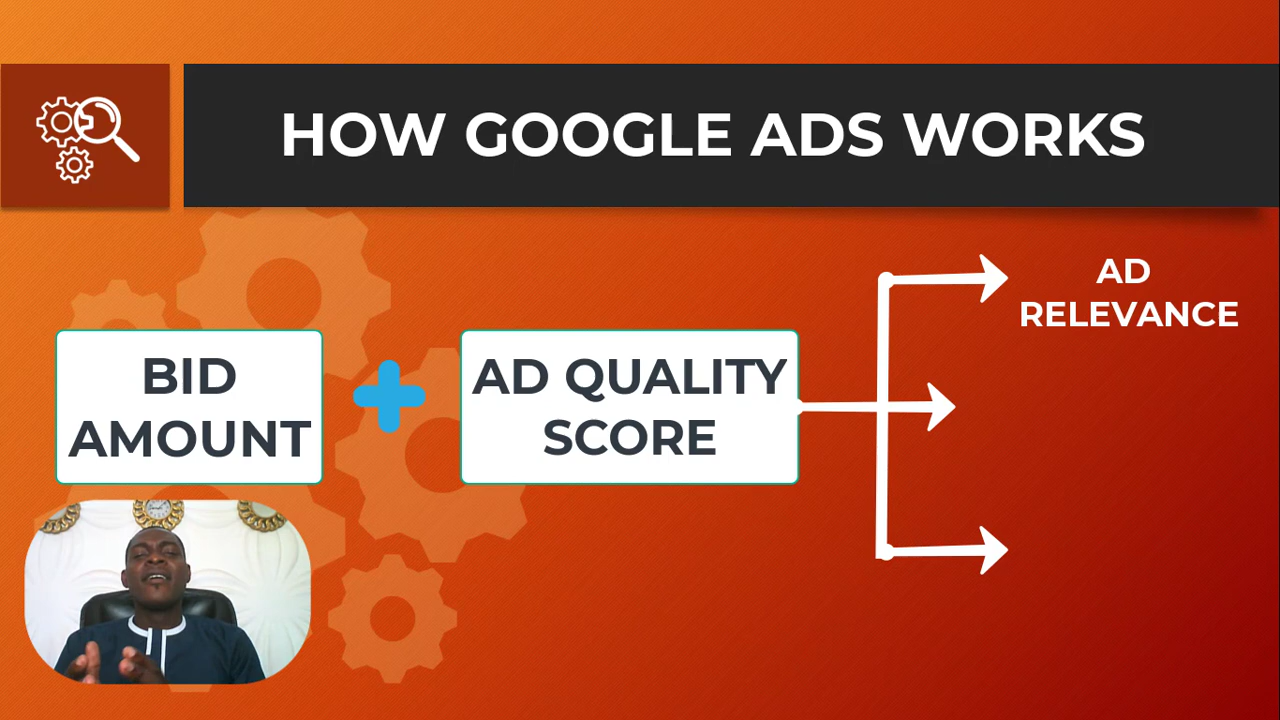 HOW GOOGLE ADS WORKS
BID
AMOUNT
AD QUALITY
SCORE
AD
RELEVANCE